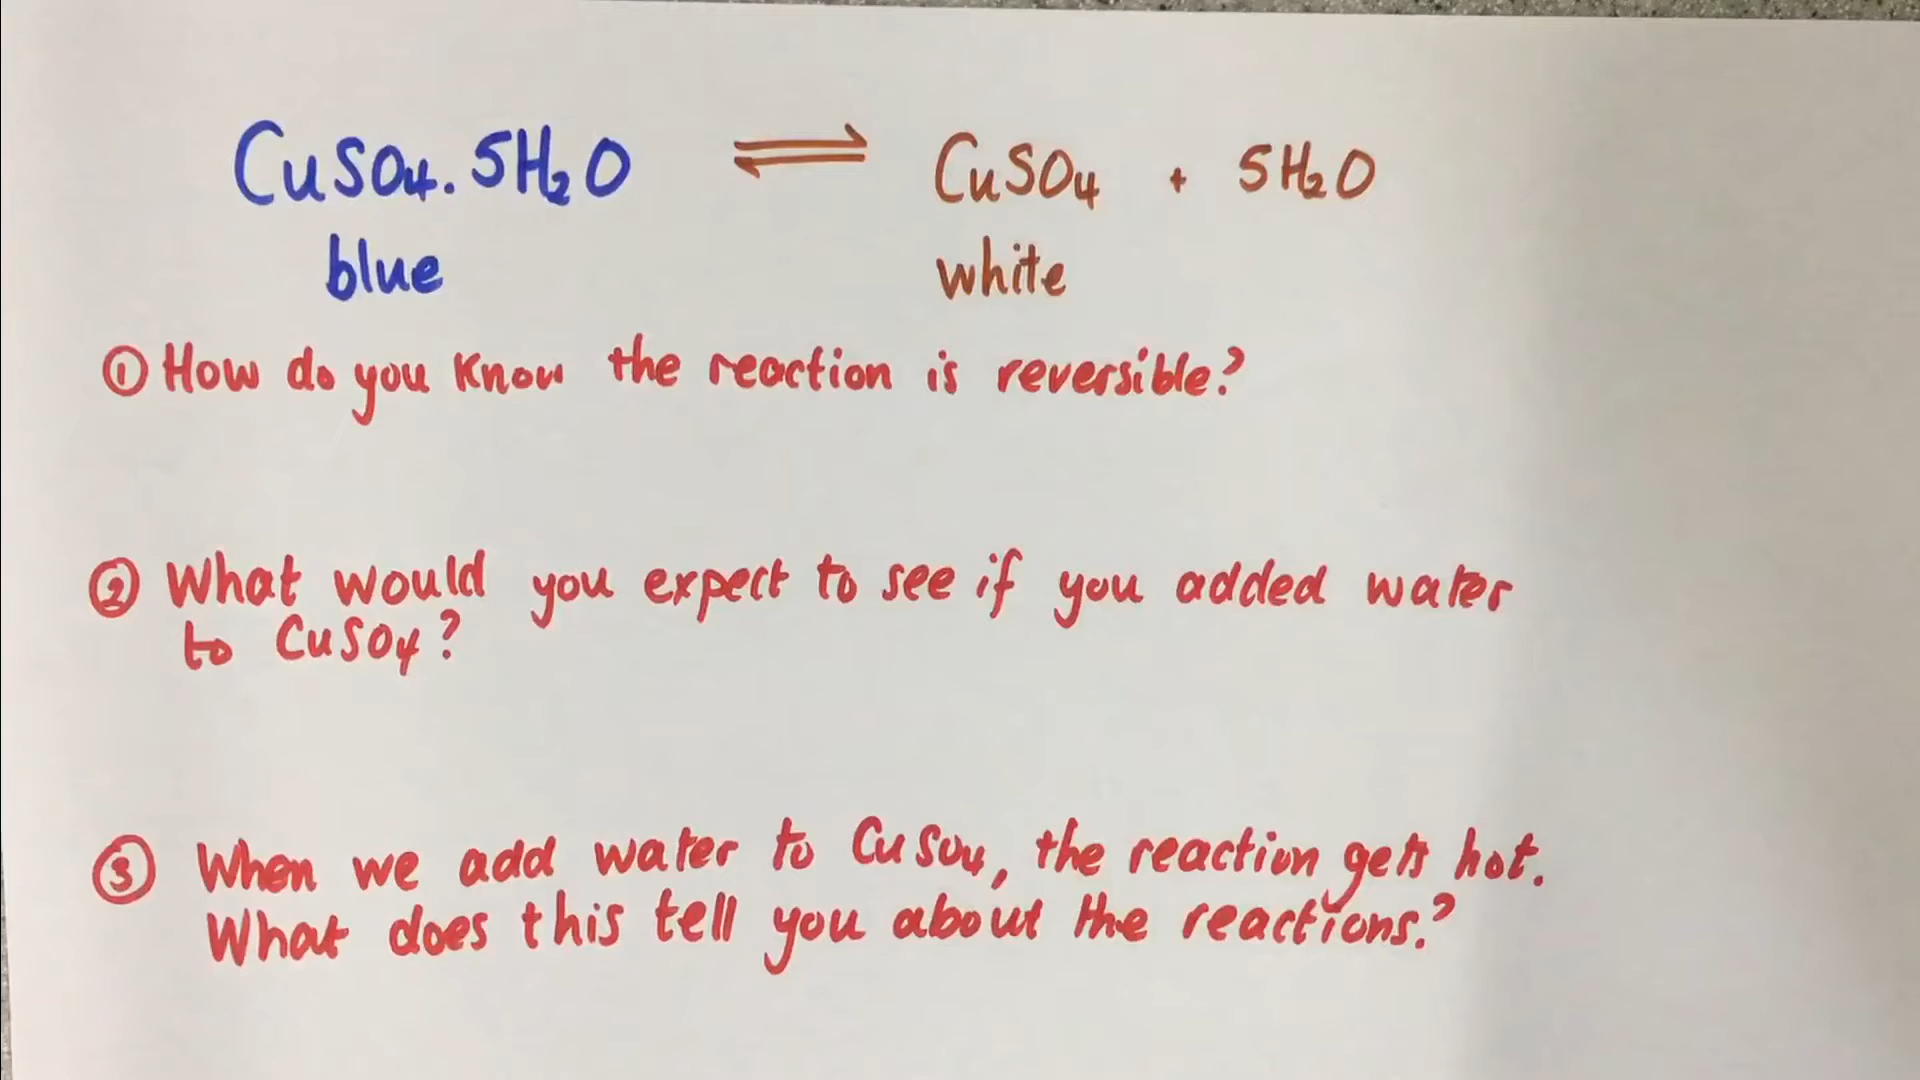 CuSO₄.5H₂O ⇌ CuSO₄ + 5H₂O
blue white
① How do you know the reaction is reversible?
② What would you expect to see if you added water
to CuSO₄?
③ When we add water to CuSO₄, the reaction gets hot.
What does this tell you about the reactions?